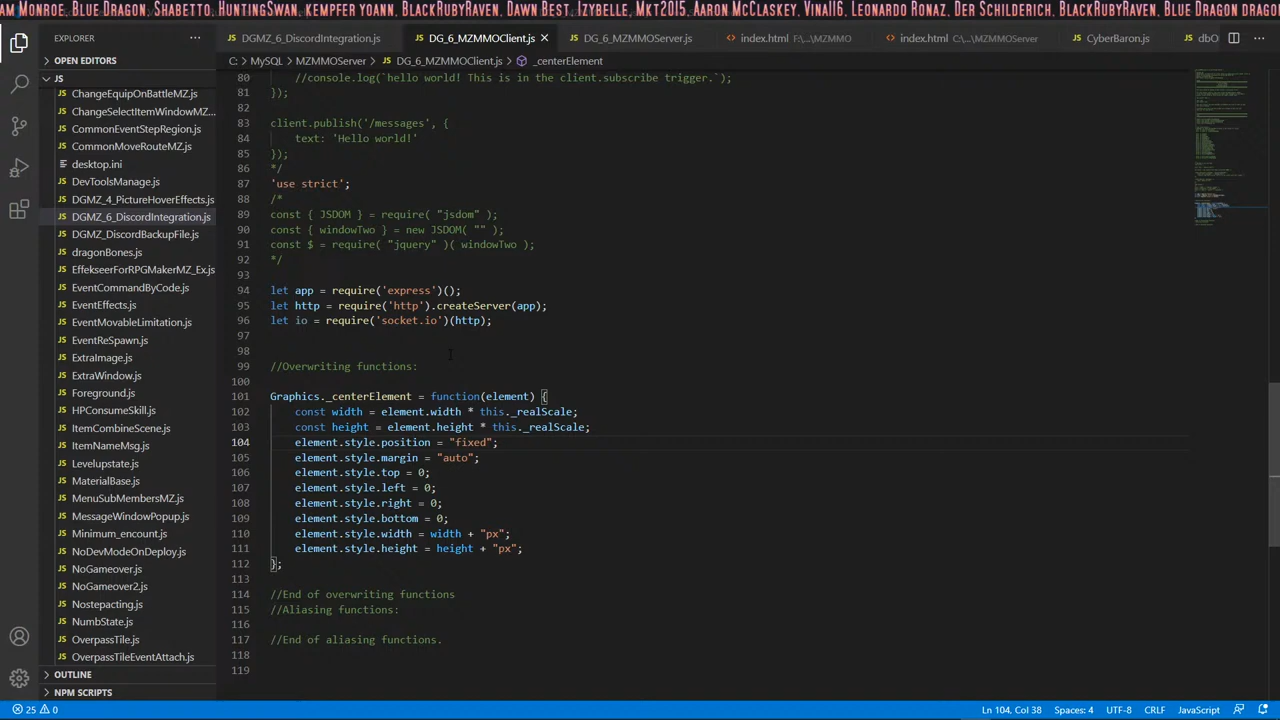 AM MONROE, BLUE DRAGON, SHABETTO, HUNTINGSWAN, KEMPFER YOANN, BLACKRUBYRAVEN, DAWN BEST, IZYBELLE, MKT2015, AARON MCCLASKEY, VINA116, LEONARDO RONAZ, DER SCHILDERICH, BLACKRUBYRAVEN, BLUE DRAGON DRAGO
EXPLORER
DGMZ_6_DiscordIntegration.js
DG_6_MZMMOClient.js
DG_6_MZMMOServer.js
index.html F:\...\MZMMO
index.html C:\...\MZMMOServer
CyberBaron.js
dbO
OPEN EDITORS
C: > MySQL > MZMMOServer > DG_6_MZMMOClient.js > _centerElement
JS
ChangeEquipOnBattleMZ.js
ChangeSelectItemWindowMZ...
CommonEventStepRegion.js
CommonMoveRouteMZ.js
desktop.ini
DevToolsManage.js
DGMZ_4_PictureHoverEffects.js
DGMZ_6_DiscordIntegration.js
DGMZ_DiscordBackupFile.js
dragonBones.js
EffekseerForRPGMakerMZ_Ex.js
EventCommandByCode.js
EventEffects.js
EventMovableLimitation.js
EventReSpawn.js
ExtraImage.js
ExtraWindow.js
Foreground.js
HPConsumeSkill.js
ItemCombineScene.js
ItemNameMsg.js
Levelupstate.js
MaterialBase.js
MenuSubMembersMZ.js
MessageWindowPopup.js
Minimum_encount.js
NoDevModeOnDeploy.js
NoGameover.js
NoGameover2.js
Nostepacting.js
NumbState.js
OverpassTile.js
OverpassTileEventAttach.js
OUTLINE
NPM SCRIPTS
80 //console.log(`hello world! This is in the client.subscribe trigger.`);
81 });
82
83 client.publish('/messages', {
84 text: 'Hello world!'
85 });
86 */
87 'use strict';
88 /*
89 const { JSDOM } = require( "jsdom" );
90 const { windowTwo } = new JSDOM( "" );
91 const $ = require( "jquery" )( windowTwo );
92 */
93
94 let app = require('express')();
95 let http = require('http').createServer(app);
96 let io = require('socket.io')(http);
97
98
99 //Overwriting functions:
100
101 Graphics._centerElement = function(element) {
102 const width = element.width * this._realScale;
103 const height = element.height * this._realScale;
104 element.style.position = "fixed";
105 element.style.margin = "auto";
106 element.style.top = 0;
107 element.style.left = 0;
108 element.style.right = 0;
109 element.style.bottom = 0;
110 element.style.width = width + "px";
111 element.style.height = height + "px";
112 };
113
114 //End of overwriting functions
115 //Aliasing functions:
116
117 //End of aliasing functions.
118
119
25 0
Ln 104, Col 38
Spaces: 4
UTF-8
CRLF
JavaScript